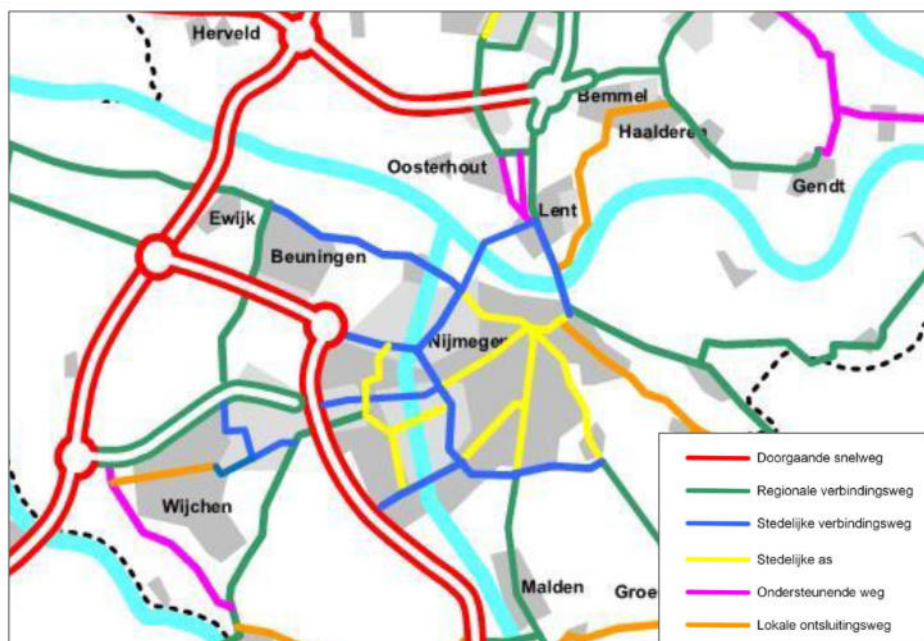 Herveld
Bemmel
Haalderen
Oosterhout
Gendt
Ewijk
Lent
Beuningen
Nijmegen
Wijchen
Malden
Groe
Doorgaande snelweg
Regionale verbindingsweg
Stedelijke verbindingsweg
Stedelijke as
Ondersteunende weg
Lokale ontsluitingsweg